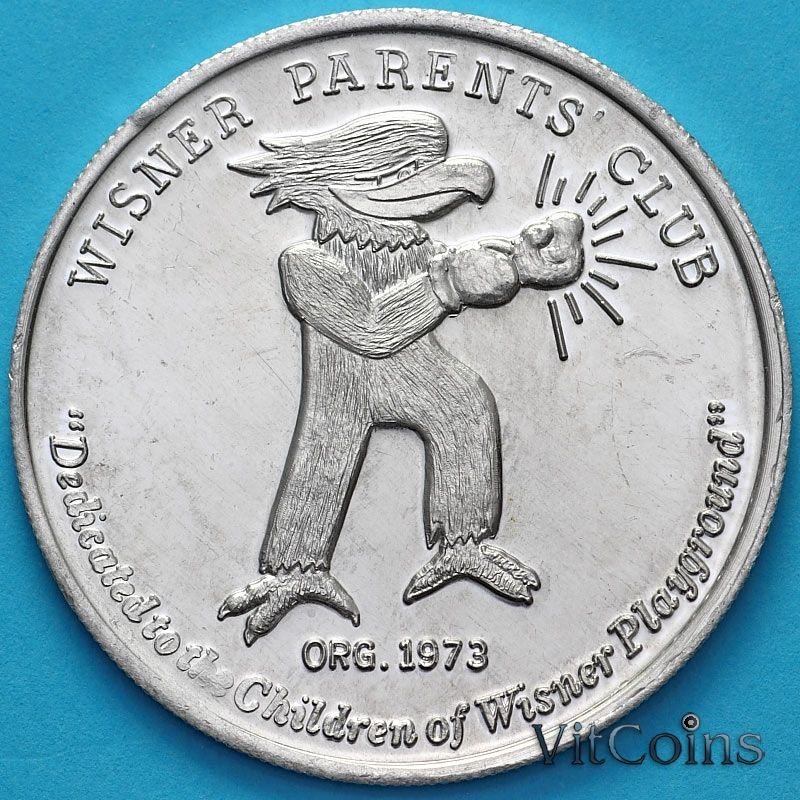 WISNER PARENTS' CLUB
ORG. 1973
"Dedicated to the Children of Wisner Playground"
VitCoins